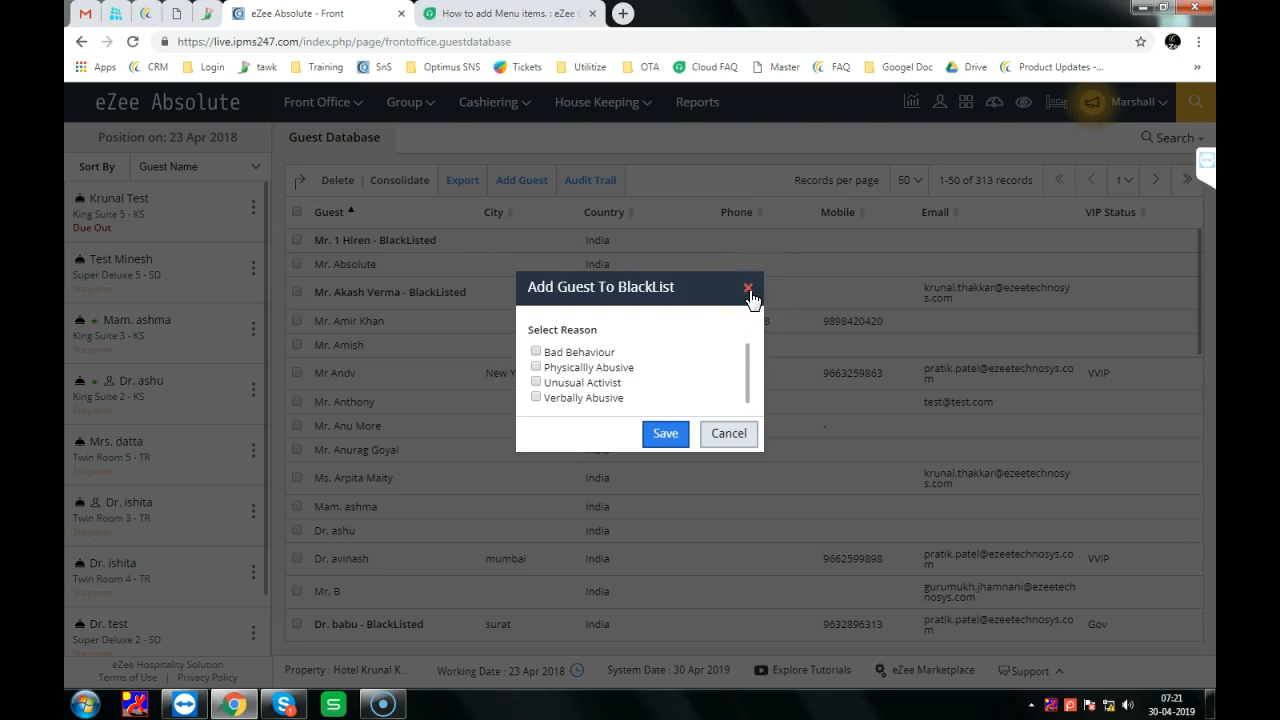 eZee Absolute - Front
How to add Menu items. : eZee
https://live.ipms247.com/index.php/page/frontoffice.guestdatabase
Apps CRM Login tawk Training SnS Optimus SNS Tickets Utilitize OTA Cloud FAQ Master FAQ Googel Doc Drive Product Updates -... »
eZee Absolute Front Office Group Cashiering House Keeping Reports Marshall
Position on: 23 Apr 2018
Guest Database
Search
Sort By Guest Name
Delete Consolidate Export Add Guest Audit Trail Records per page 50 1-50 of 313 records 1
Guest City Country Phone Mobile Email VIP Status
Krunal Test
King Suite 5 - KS
Due Out
Test Minesh
Super Deluxe 5 - SD
Stayover
Mam. ashma
King Suite 3 - KS
Stayover
Dr. ashu
King Suite 2 - KS
Stayover
Mrs. datta
Twin Room 5 - TR
Stayover
Dr. ishita
Twin Room 3 - TR
Stayover
Dr. ishita
Twin Room 4 - TR
Stayover
Dr. test
Super Deluxe 2 - SD
Stayover
Mr. 1 Hiren - BlackListed India
Mr. Absolute India
Mr. Akash Verma - BlackListed krunal.thakkar@ezeetechnosy
s.com
Mr. Amir Khan 8 9898420420
Mr. Amish
Mr Andv New Y 9663259863 pratik.patel@ezeetechnosys.co
m VVIP
Mr. Anthony test@test.com
Mr. Anu More -
Mr. Anurag Goyal India
Ms. Arpita Maity India krunal.thakkar@ezeetechnosy
s.com
Mam. ashma India
Dr. ashu India
Dr. avinash mumbai India 9662599898 pratik.patel@ezeetechnosys.co
m VVIP
Mr. B India gurumukh.jhamnani@ezeetech
nosys.com
Dr. babu - BlackListed surat India 9632896313 pratik.patel@ezeetechnosys.co
m Gov
Add Guest To BlackList
Select Reason
Bad Behaviour
Physicallly Abusive
Unusual Activist
Verbally Abusive
Save Cancel
eZee Hospitality Solution
Terms of Use | Privacy Policy
Property : Hotel Krunal K... Working Date : 23 Apr 2018 System Date : 30 Apr 2019 Explore Tutorials eZee Marketplace Support
07:21
30-04-2019